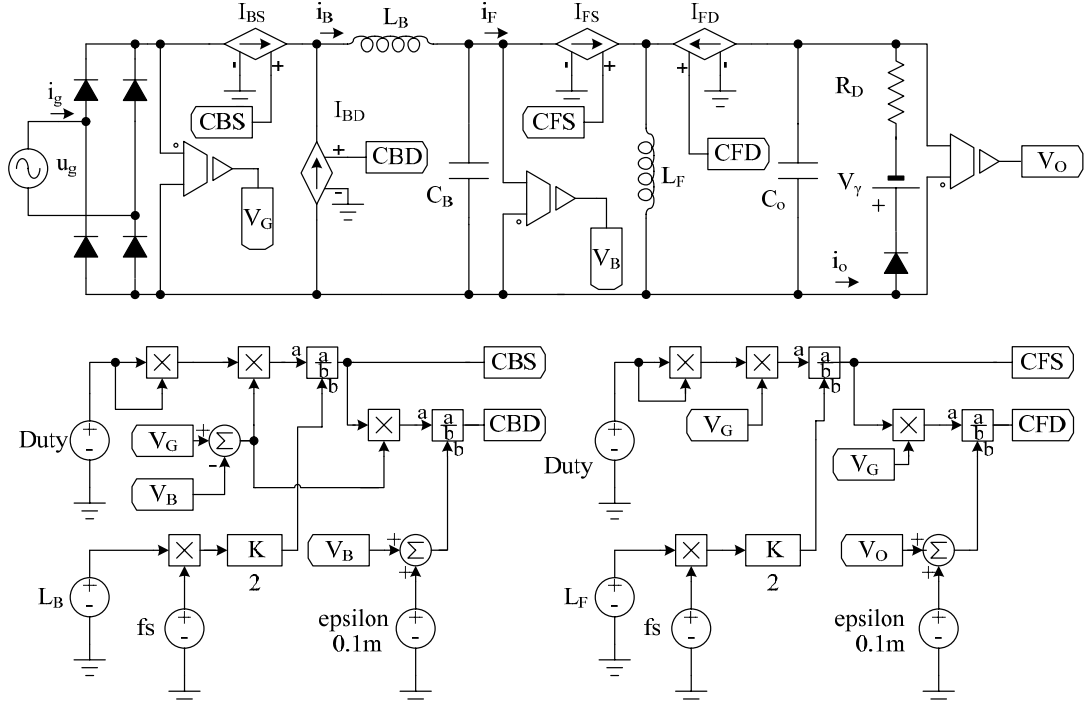 I_BS i_B L_B i_F I_FS I_FD
- +
- +
+ -
i_g
CBS
I_BD
CFS
R_D
u_g
+
CBD
-
CFD
V_O
V_G
C_B
L_F
C_o
V_γ
+
V_B
i_o
× × a a/b b CBS
× × a a/b b CFS
Duty + -
V_G + Σ
-
× a a/b b CBD
V_G
Duty + -
× a a/b b CFD
V_B
V_G
× K
2
V_B + Σ
+
× K
2
V_O + Σ
+
L_B + -
fs + -
epsilon
0.1m
+ -
L_F + -
fs + -
epsilon
0.1m
+ -